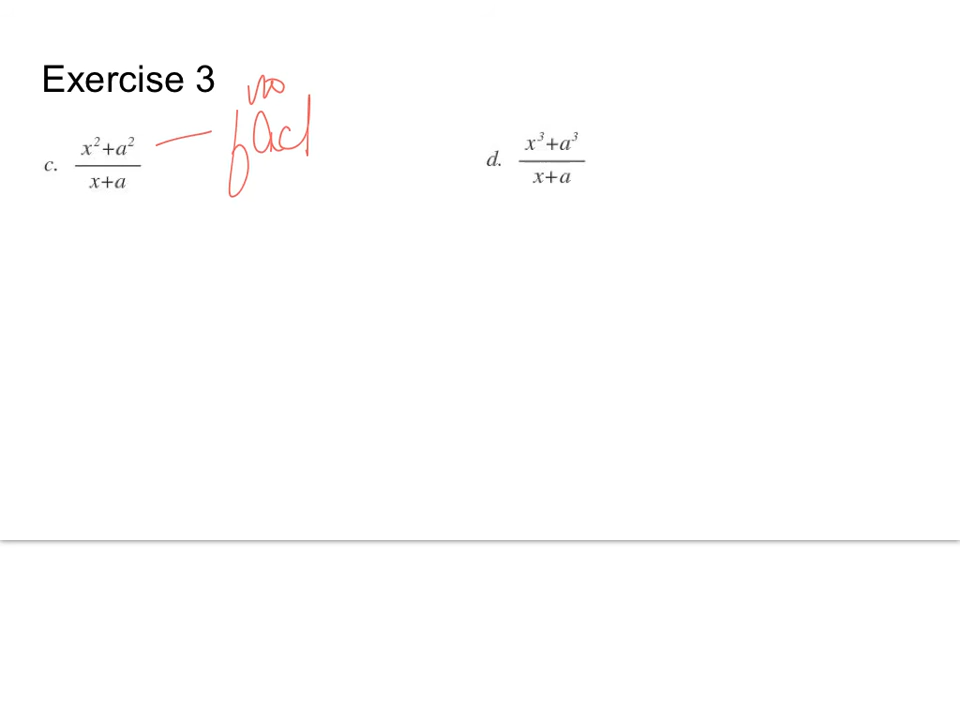 Exercise 3
no
fact
c. x²+a² / x+a
d. x³+a³ / x+a